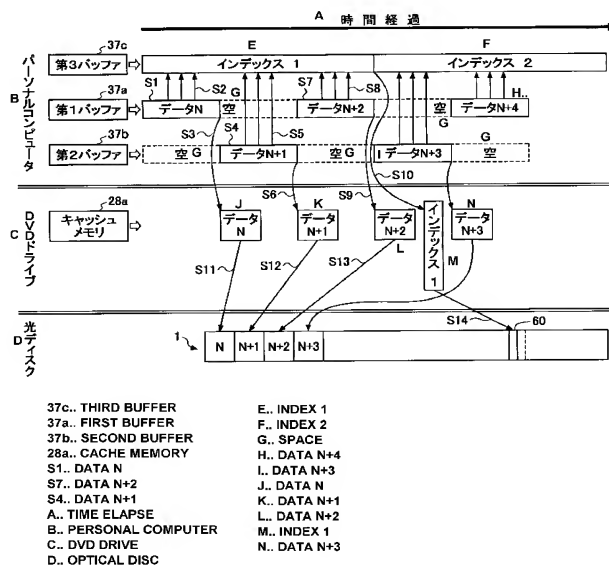 A 時間経過
37c E F
第3バッファ インデックス 1 インデックス 2
37a S1 S2 G S7 S8 G H..
B パーソナルコンピュータ
第1バッファ データN 空 データN+2 空 データN+4
37b S3 S4 S5 G
第2バッファ 空 G データN+1 空G I データN+3 空
S6 S9 S10
28a J K L M N
C DVDドライブ
キャッシュメモリ データN データN+1 データN+2 インデックス1 データN+3
S11 S12 S13 S14 60
D 光ディスク
1 N N+1 N+2 N+3
37c.. THIRD BUFFER
37a.. FIRST BUFFER
37b.. SECOND BUFFER
28a.. CACHE MEMORY
S1.. DATA N
S7.. DATA N+2
S4.. DATA N+1
A.. TIME ELAPSE
B.. PERSONAL COMPUTER
C.. DVD DRIVE
D.. OPTICAL DISC
E.. INDEX 1
F.. INDEX 2
G.. SPACE
H.. DATA N+4
I.. DATA N+3
J.. DATA N
K.. DATA N+1
L.. DATA N+2
M.. INDEX 1
N.. DATA N+3